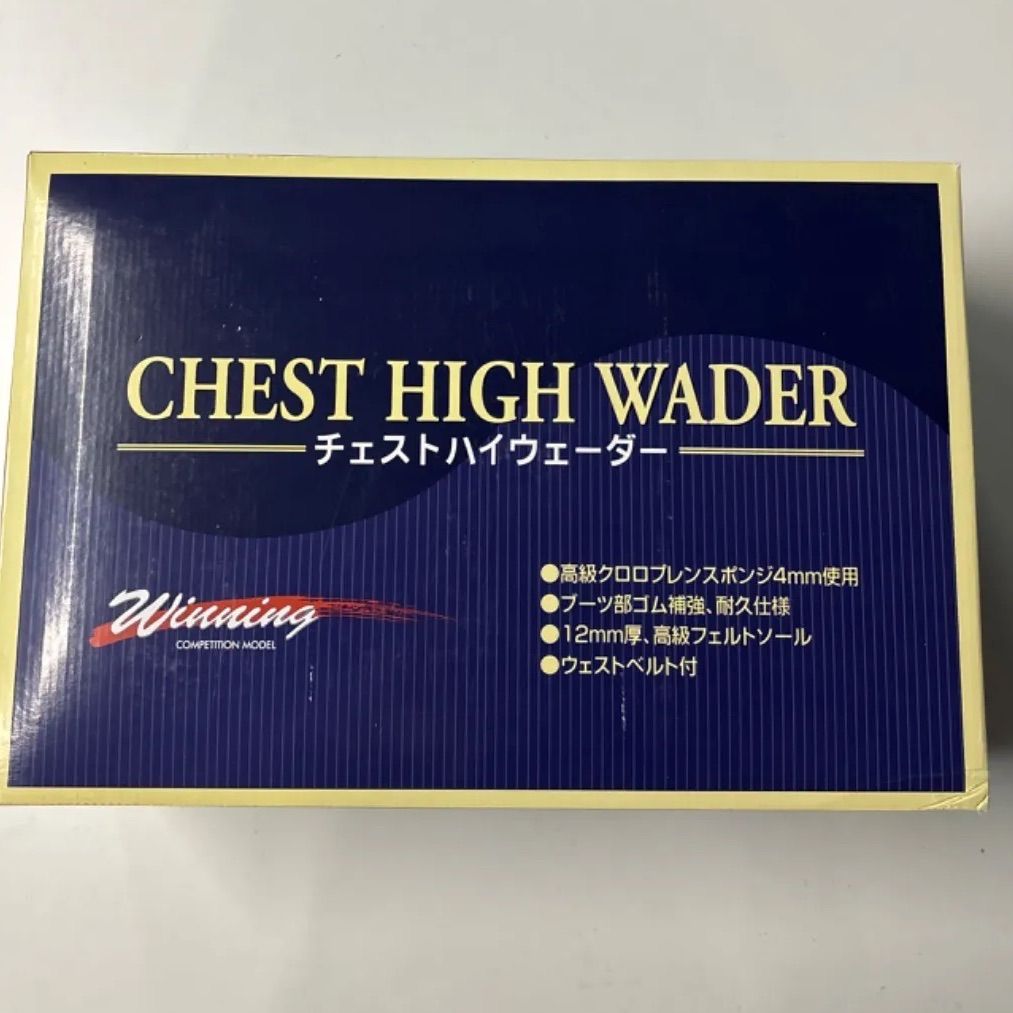 CHEST HIGH WADER
チェストハイウェーダー
●高級クロロプレンスポンジ4mm使用
●ブーツ部ゴム補強、耐久仕様
●12mm厚、高級フェルトソール
●ウェストベルト付
Winning
COMPETITION MODEL